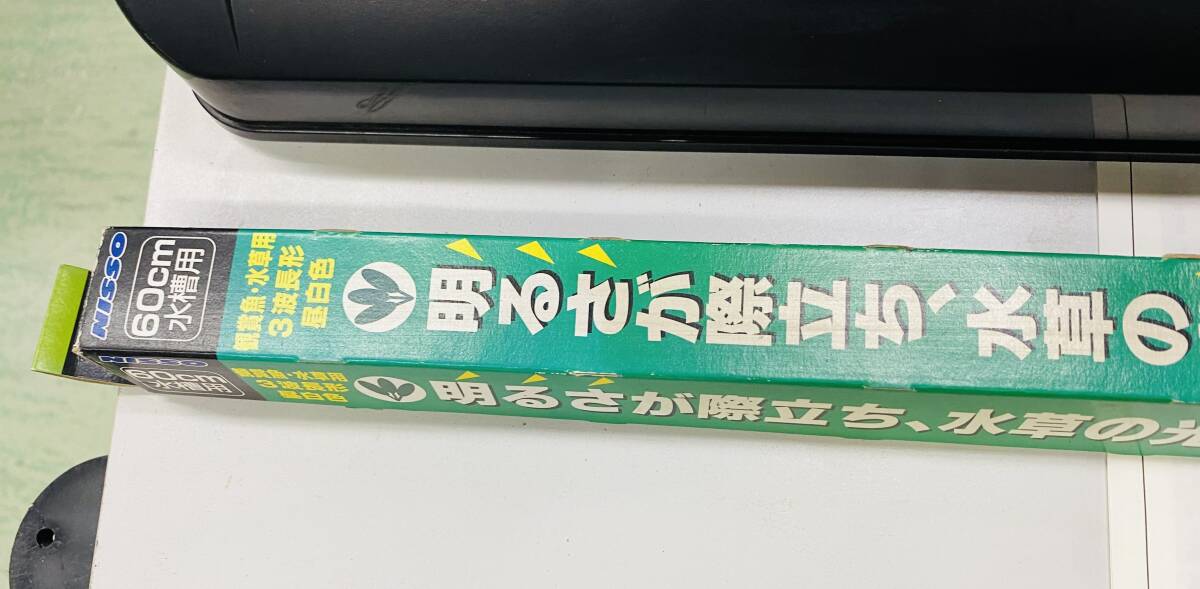 NISSO
60cm
水槽用
観賞魚・水草用
3波長形
昼白色
明るさが際立ち、水草の
NISSO
60cm
水槽用
観賞魚・水草用
3波長形
昼白色
明るさが際立ち、水草の光